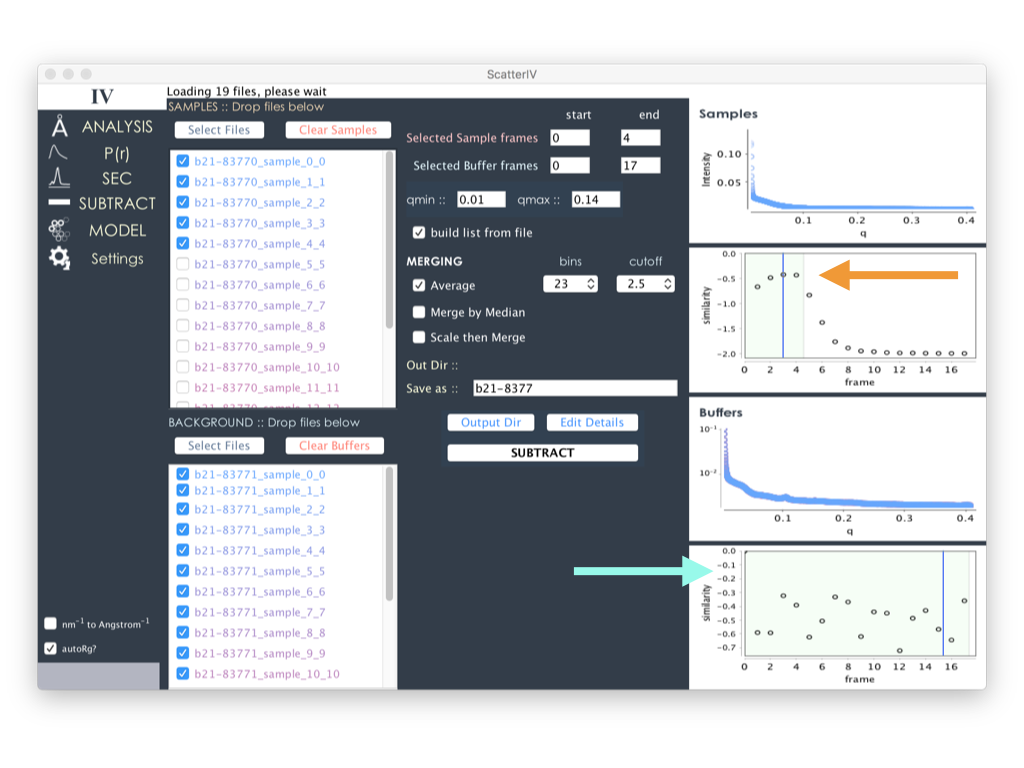 ScatterIV
IV
ANALYSIS
P(r)
SEC
SUBTRACT
MODEL
Settings
nm⁻¹ to Angstrom⁻¹
autoRg?
Loading 19 files, please wait
SAMPLES :: Drop files below
Select Files
Clear Samples
b21-83770_sample_0_0
b21-83770_sample_1_1
b21-83770_sample_2_2
b21-83770_sample_3_3
b21-83770_sample_4_4
b21-83770_sample_5_5
b21-83770_sample_6_6
b21-83770_sample_7_7
b21-83770_sample_8_8
b21-83770_sample_9_9
b21-83770_sample_10_10
b21-83770_sample_11_11
BACKGROUND :: Drop files below
Select Files
Clear Buffers
b21-83771_sample_0_0
b21-83771_sample_1_1
b21-83771_sample_2_2
b21-83771_sample_3_3
b21-83771_sample_4_4
b21-83771_sample_5_5
b21-83771_sample_6_6
b21-83771_sample_7_7
b21-83771_sample_8_8
b21-83771_sample_9_9
b21-83771_sample_10_10
start end
Selected Sample frames 0 4
Selected Buffer frames 0 17
qmin :: 0.01 qmax :: 0.14
build list from file
MERGING bins cutoff
Average 23 2.5
Merge by Median
Scale then Merge
Out Dir ::
Save as :: b21-8377
Output Dir
Edit Details
SUBTRACT
Samples
Intensity
0.10
0.05
0.1 0.2 0.3 0.4
q
similarity
0.0
-0.5
-1.0
-1.5
-2.0
0 2 4 6 8 10 12 14 16
frame
Buffers
10⁻¹
10⁻²
0.1 0.2 0.3 0.4
q
similarity
0.0
-0.1
-0.2
-0.3
-0.4
-0.5
-0.6
-0.7
0 2 4 6 8 10 12 14 16
frame